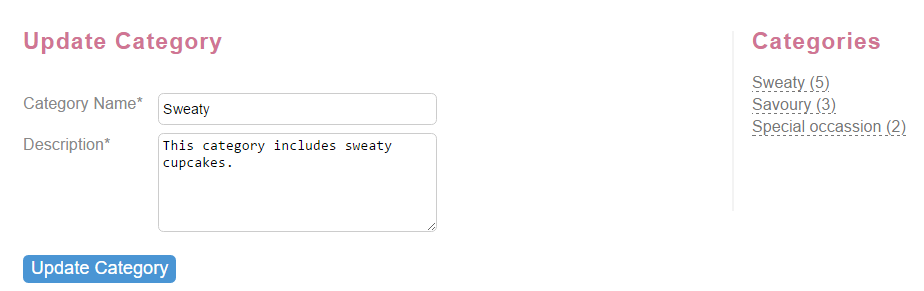 Update Category
Category Name*
Sweaty
Description*
This category includes sweaty
cupcakes.
Update Category
Categories
Sweaty (5)
Savoury (3)
Special occassion (2)